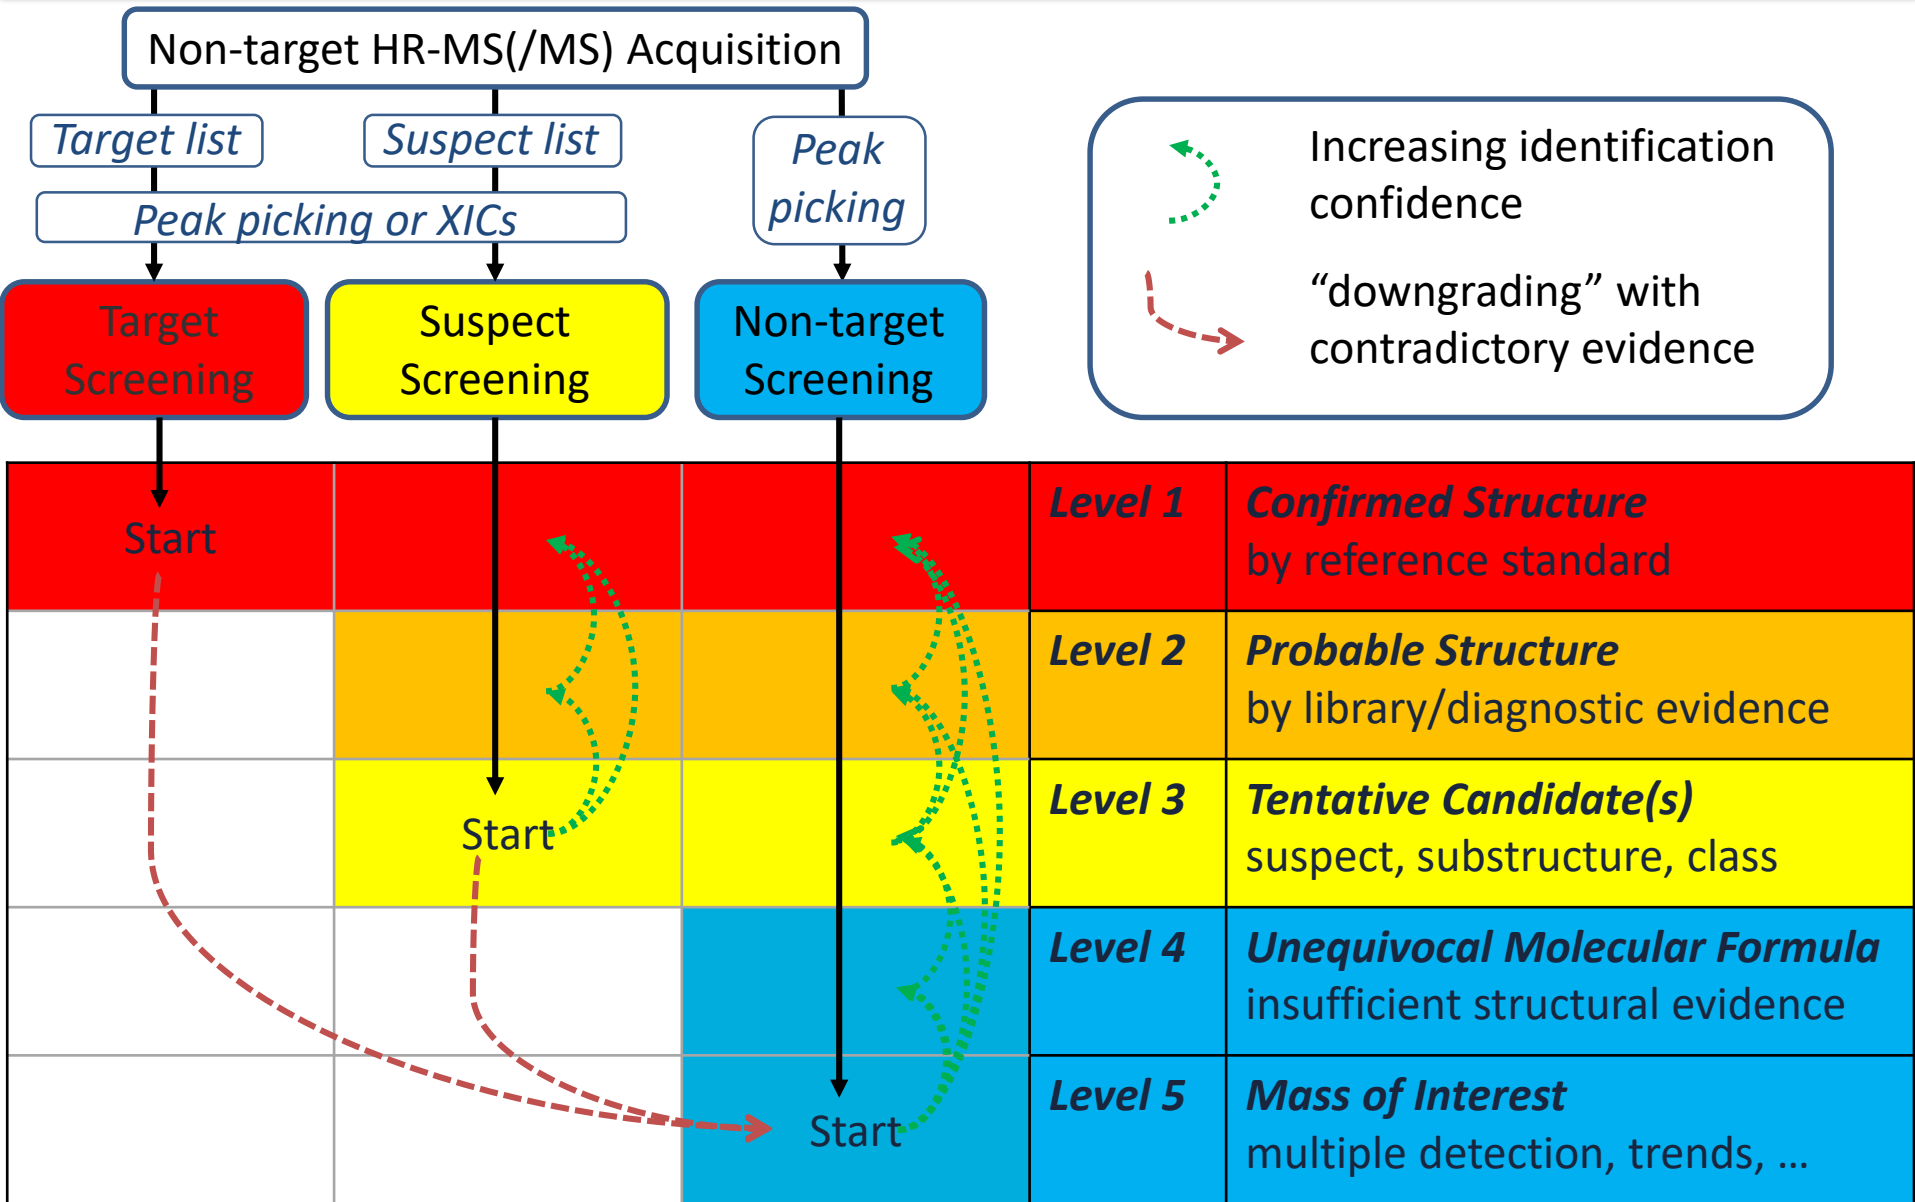 Non-target HR-MS(/MS) Acquisition
Target list
Suspect list
Peak
picking
Peak picking or XICs
Target
Screening
Suspect
Screening
Non-target
Screening
Increasing identification
confidence
“downgrading” with
contradictory evidence
Start
Level 1
Confirmed Structure
by reference standard
Level 2
Probable Structure
by library/diagnostic evidence
Start
Level 3
Tentative Candidate(s)
suspect, substructure, class
Level 4
Unequivocal Molecular Formula
insufficient structural evidence
Start
Level 5
Mass of Interest
multiple detection, trends, ...